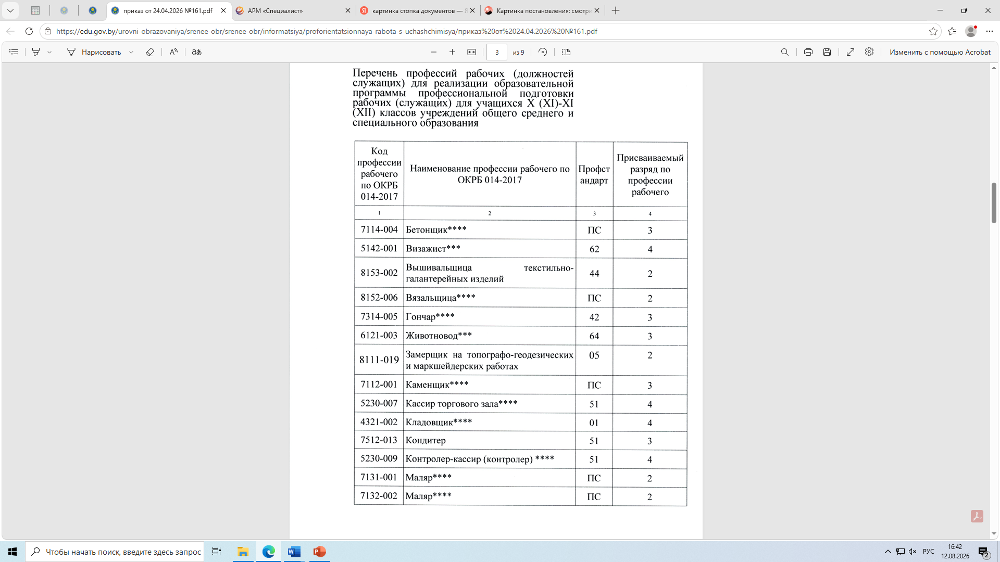 приказ от 24.04.2026 №161.pdf
АРМ «Специалист»
картинка стопка документов — Я
Картинка постановления: смотри
https://edu.gov.by/urovni-obrazovaniya/srenee-obr/srenee-obr/informatsiya/proforientatsionnaya-rabota-s-uchashchimisya/приказ%20от%2024.04.2026%20№161.pdf
Нарисовать
3 из 9
Изменить с помощью Acrobat
Перечень профессий рабочих (должностей
служащих) для реализации образовательной
программы профессиональной подготовки
рабочих (служащих) для учащихся X (XI)-XI
(XII) классов учреждений общего среднего и
специального образования
Код
профессии
рабочего
по ОКРБ
014-2017
Наименование профессии рабочего по
ОКРБ 014-2017
Профст
андарт
Присваиваемый
разряд по
профессии
рабочего
1 2 3 4
7114-004 Бетонщик**** ПС 3
5142-001 Визажист*** 62 4
8153-002 Вышивальщица текстильно-
галантерейных изделий 44 2
8152-006 Вязальщица**** ПС 2
7314-005 Гончар**** 42 3
6121-003 Животновод*** 64 3
8111-019 Замерщик на топографо-геодезических
и маркшейдерских работах 05 2
7112-001 Каменщик**** ПС 3
5230-007 Кассир торгового зала**** 51 4
4321-002 Кладовщик**** 01 4
7512-013 Кондитер 51 3
5230-009 Контролер-кассир (контролер) **** 51 4
7131-001 Маляр**** ПС 2
7132-002 Маляр**** ПС 2
Чтобы начать поиск, введите здесь запрос
РУС
16:42
12.08.2026
2